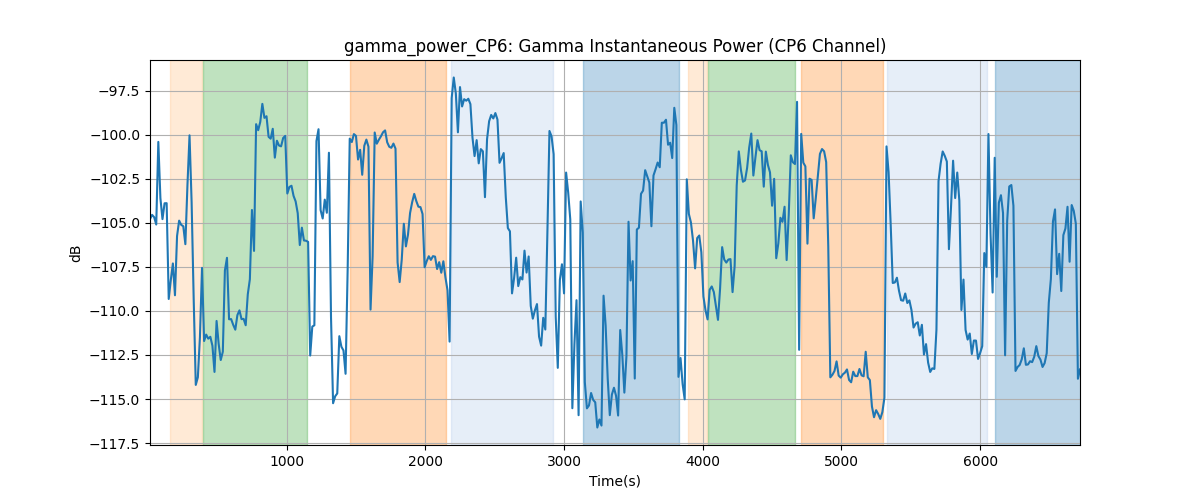 gamma_power_CP6: Gamma Instantaneous Power (CP6 Channel)
dB
−97.5
−100.0
−102.5
−105.0
−107.5
−110.0
−112.5
−115.0
−117.5
1000 2000 3000 4000 5000 6000
Time(s)